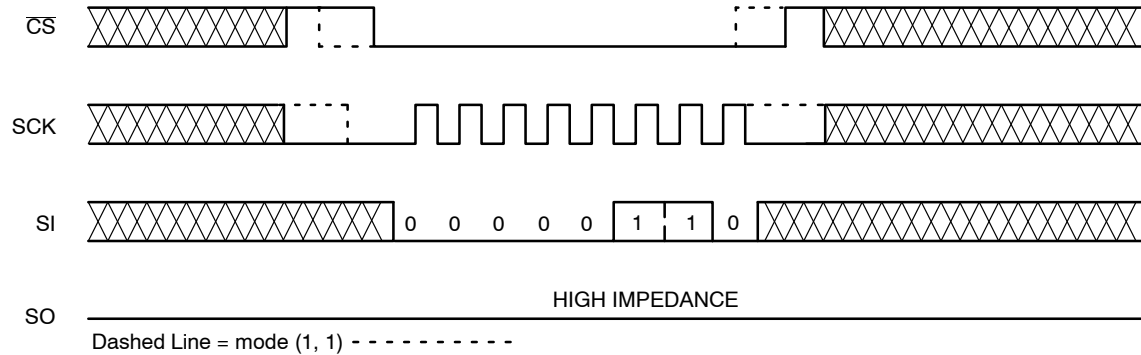 CS
SCK
SI
0 0 0 0 0 1 1 0
HIGH IMPEDANCE
SO
Dashed Line = mode (1, 1)